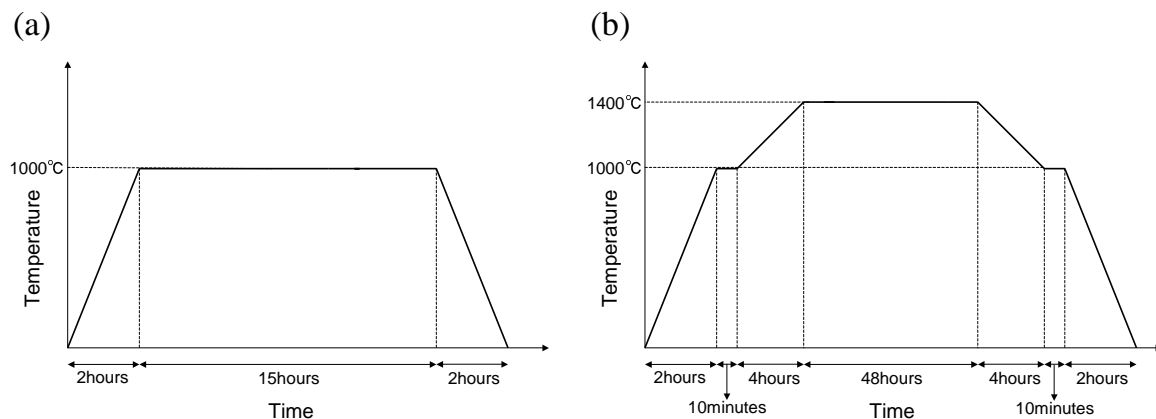 (a)
1000°C
Temperature
2hours
15hours
2hours
Time
(b)
1400°C
1000°C
Temperature
2hours
4hours
48hours
4hours
2hours
10minutes
Time
10minutes